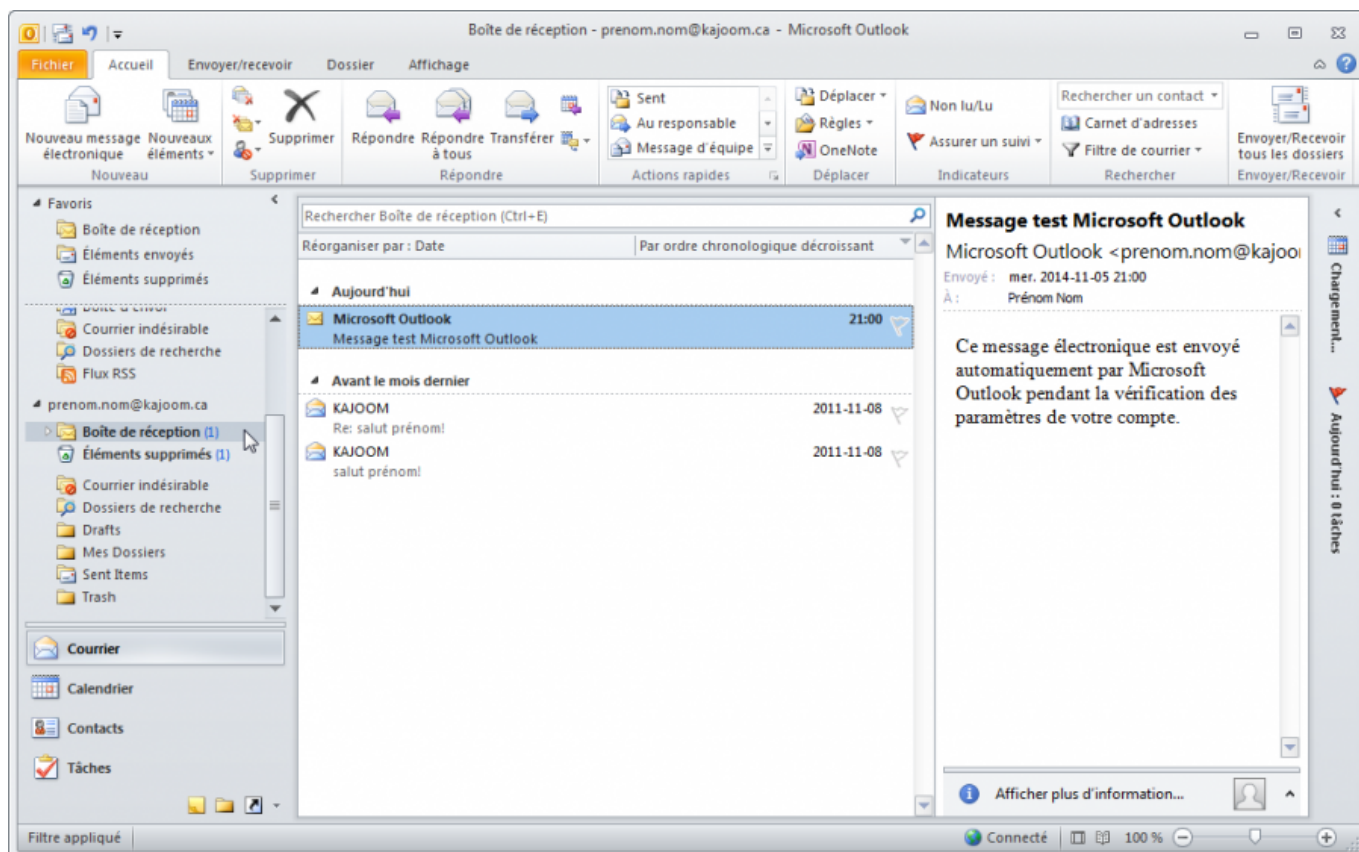 Boîte de réception - prenom.nom@kajoom.ca - Microsoft Outlook
Fichier Accueil Envoyer/recevoir Dossier Affichage
Nouveau message électronique
Nouveaux éléments
Nouveau
Supprimer
Supprimer
Répondre
Répondre à tous
Transférer
Répondre
Sent
Au responsable
Message d'équipe
Actions rapides
Déplacer
Règles
OneNote
Déplacer
Non lu/Lu
Assurer un suivi
Indicateurs
Rechercher un contact
Carnet d'adresses
Filtre de courrier
Rechercher
Envoyer/Recevoir
tous les dossiers
Envoyer/Recevoir
Favoris
Boîte de réception
Éléments envoyés
Éléments supprimés
Courrier indésirable
Dossiers de recherche
Flux RSS
prenom.nom@kajoom.ca
Boîte de réception (1)
Éléments supprimés (1)
Courrier indésirable
Dossiers de recherche
Drafts
Mes Dossiers
Sent Items
Trash
Courrier
Calendrier
Contacts
Tâches
Rechercher Boîte de réception (Ctrl+E)
Réorganiser par : Date Par ordre chronologique décroissant
Aujourd'hui
Microsoft Outlook 21:00
Message test Microsoft Outlook
Avant le mois dernier
KAJOOM 2011-11-08
Re: salut prénom!
KAJOOM 2011-11-08
salut prénom!
Message test Microsoft Outlook
Microsoft Outlook <prenom.nom@kajoo
Envoyé : mer. 2014-11-05 21:00
À : Prénom Nom
Ce message électronique est envoyé
automatiquement par Microsoft
Outlook pendant la vérification des
paramètres de votre compte.
Afficher plus d'information...
Chargement...
Aujourd'hui : 0 tâches
Filtre appliqué
Connecté 100 %